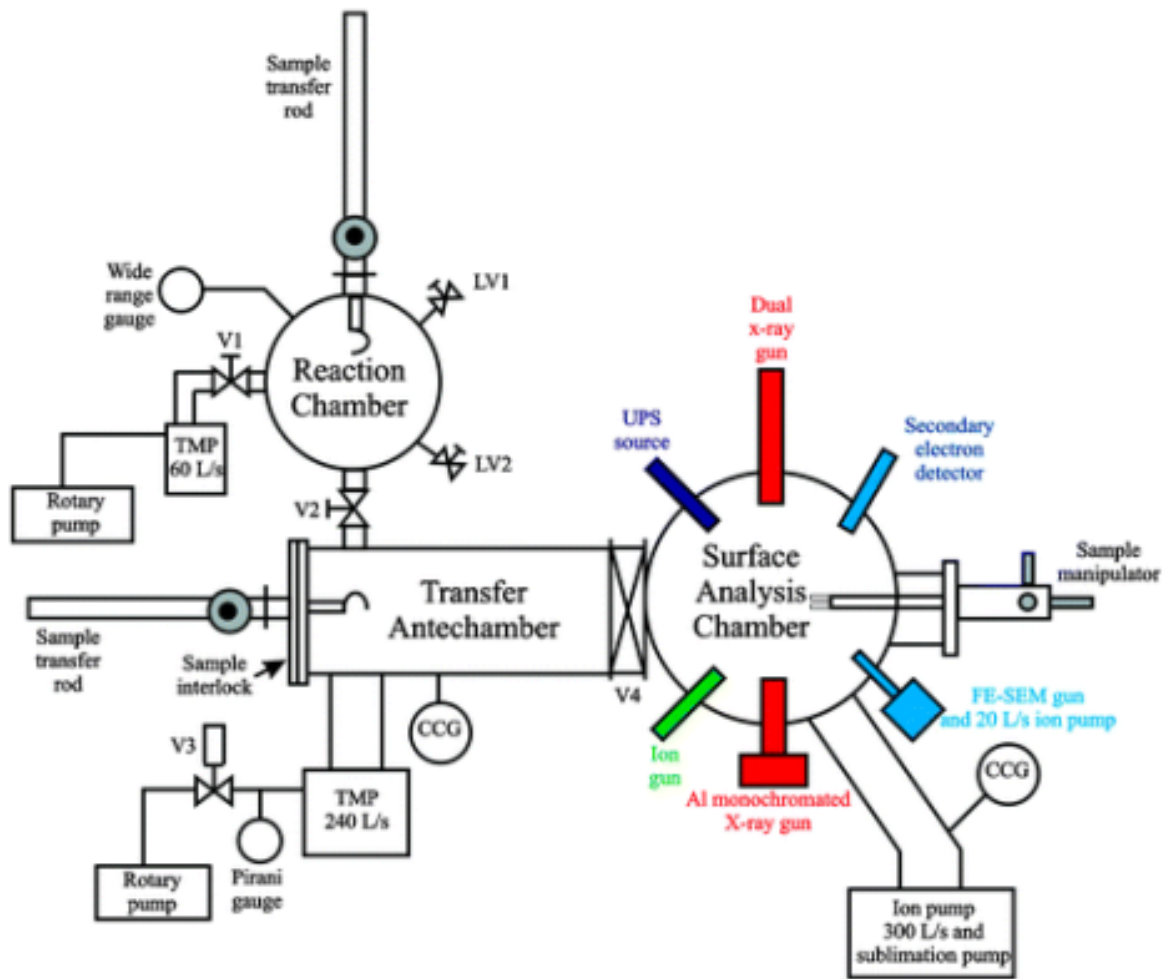 Sample
transfer
rod
Wide
range
gauge
LV1
V1
Reaction
Chamber
Dual
x-ray
gun
UPS
source
Secondary
electron
detector
TMP
60 L/s
LV2
Rotary
pump
V2
Surface
Analysis
Chamber
Sample
manipulator
Transfer
Antechamber
Sample
transfer
rod
Sample
interlock
V4
CCG
FE-SEM gun
and 20 L/s ion pump
V3
Ion
gun
CCG
Al monochromated
X-ray gun
TMP
240 L/s
Rotary
pump
Pirani
gauge
Ion pump
300 L/s and
sublimation pump